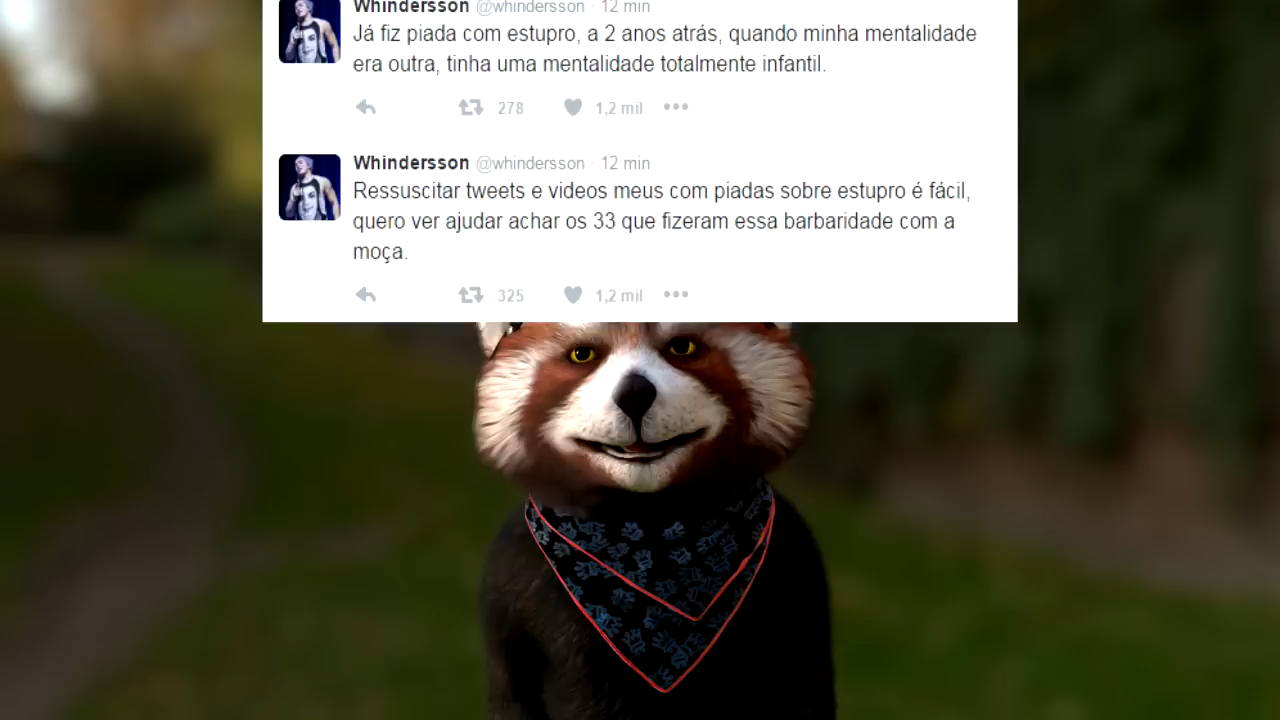 Whindersson @whindersson · 12 min
Já fiz piada com estupro, a 2 anos atrás, quando minha mentalidade
era outra, tinha uma mentalidade totalmente infantil.
278 1,2 mil
Whindersson @whindersson · 12 min
Ressuscitar tweets e videos meus com piadas sobre estupro é fácil,
quero ver ajudar achar os 33 que fizeram essa barbaridade com a
moça.
325 1,2 mil